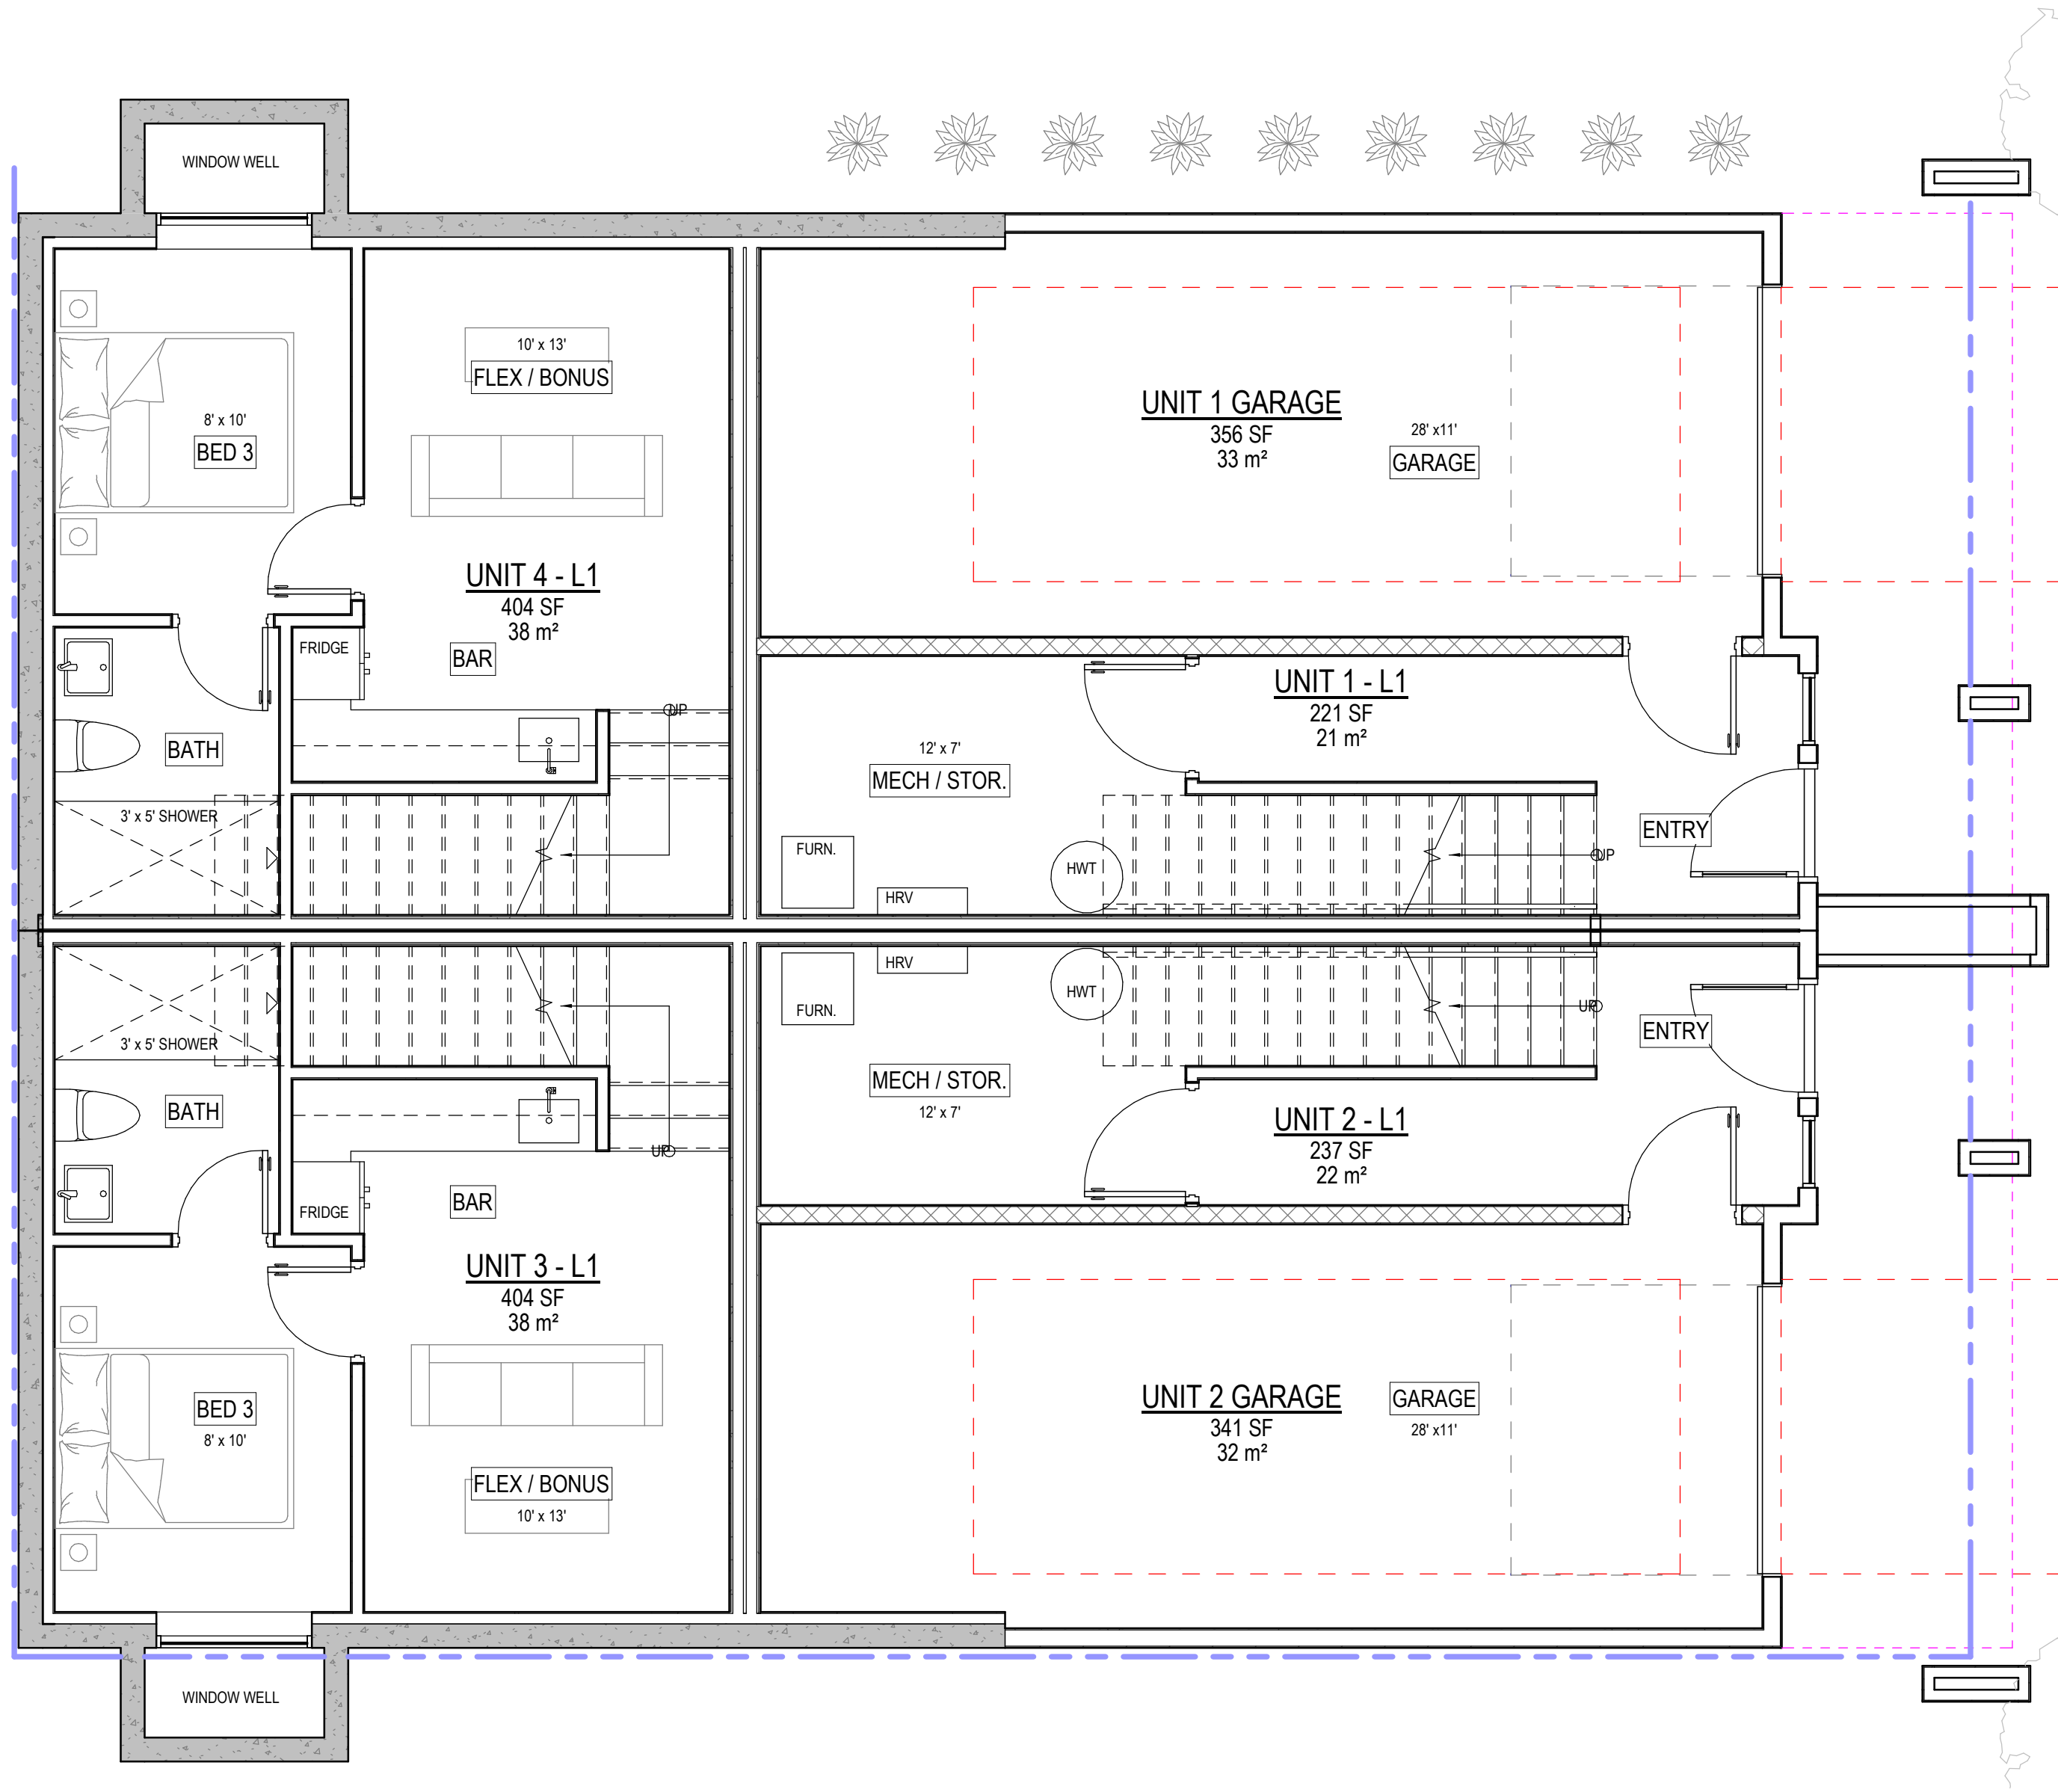 WINDOW WELL
10' x 13'
FLEX / BONUS
8' x 10'
BED 3
UNIT 1 GARAGE
356 SF
33 m²
28' x11'
GARAGE
UNIT 4 - L1
404 SF
38 m²
FRIDGE
BAR
UP
BATH
3' x 5' SHOWER
UNIT 1 - L1
221 SF
21 m²
12' x 7'
MECH / STOR.
FURN.
HRV
HWT
UP
ENTRY
3' x 5' SHOWER
BATH
UP
FRIDGE
BAR
HRV
FURN.
HWT
UP
ENTRY
MECH / STOR.
12' x 7'
UNIT 2 - L1
237 SF
22 m²
UNIT 3 - L1
404 SF
38 m²
BED 3
8' x 10'
FLEX / BONUS
10' x 13'
UNIT 2 GARAGE
341 SF
32 m²
GARAGE
28' x11'
WINDOW WELL